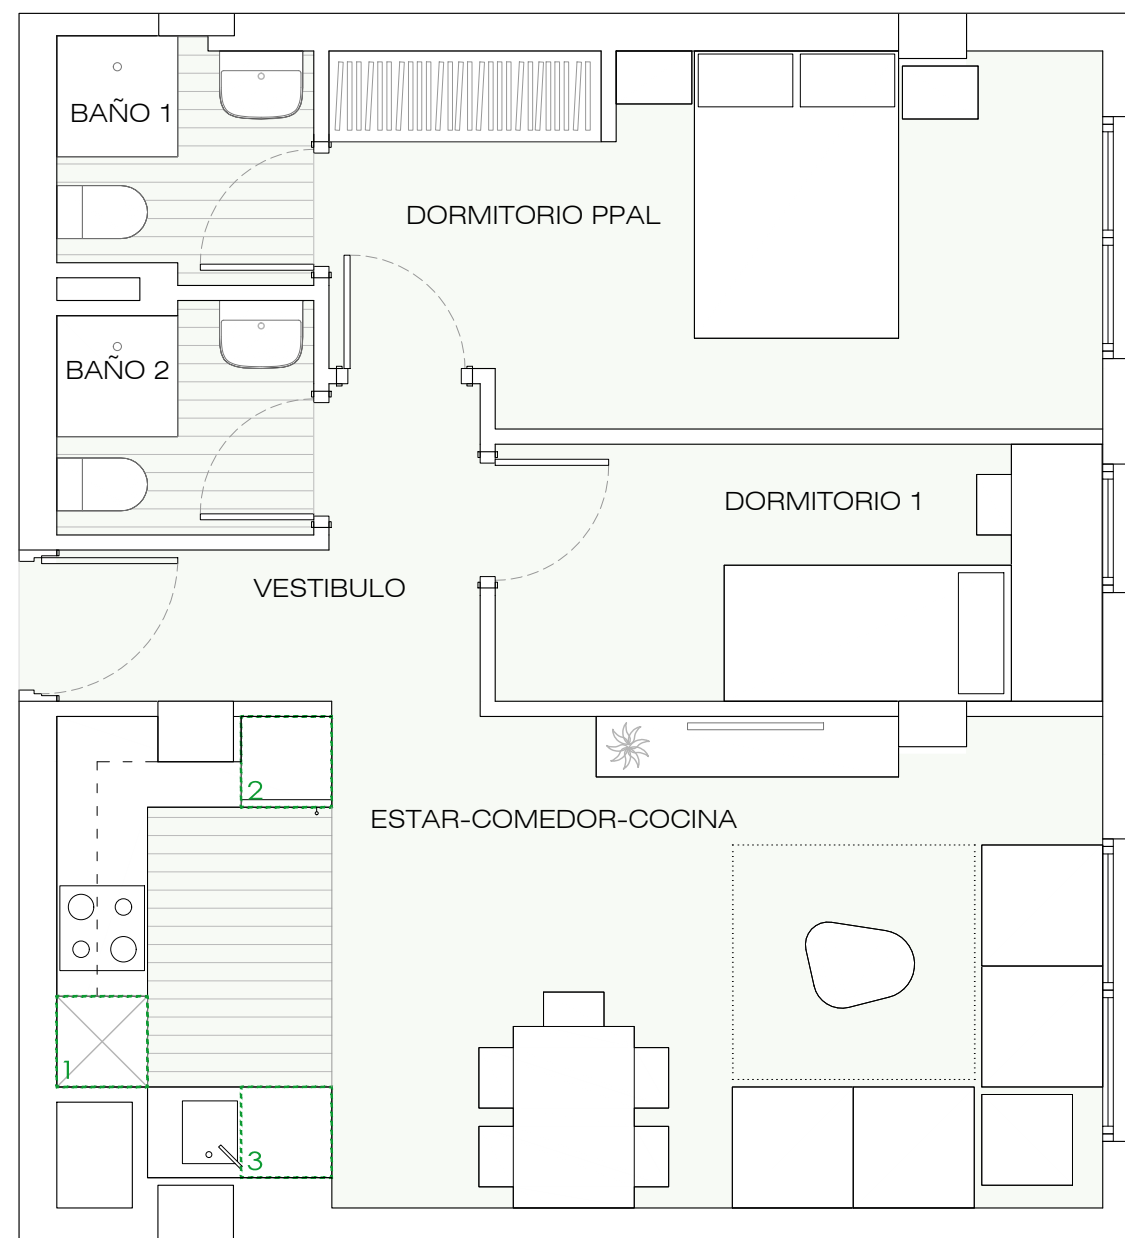 BAÑO 1
DORMITORIO PPAL
BAÑO 2
DORMITORIO 1
VESTIBULO
2
ESTAR-COMEDOR-COCINA
1
3